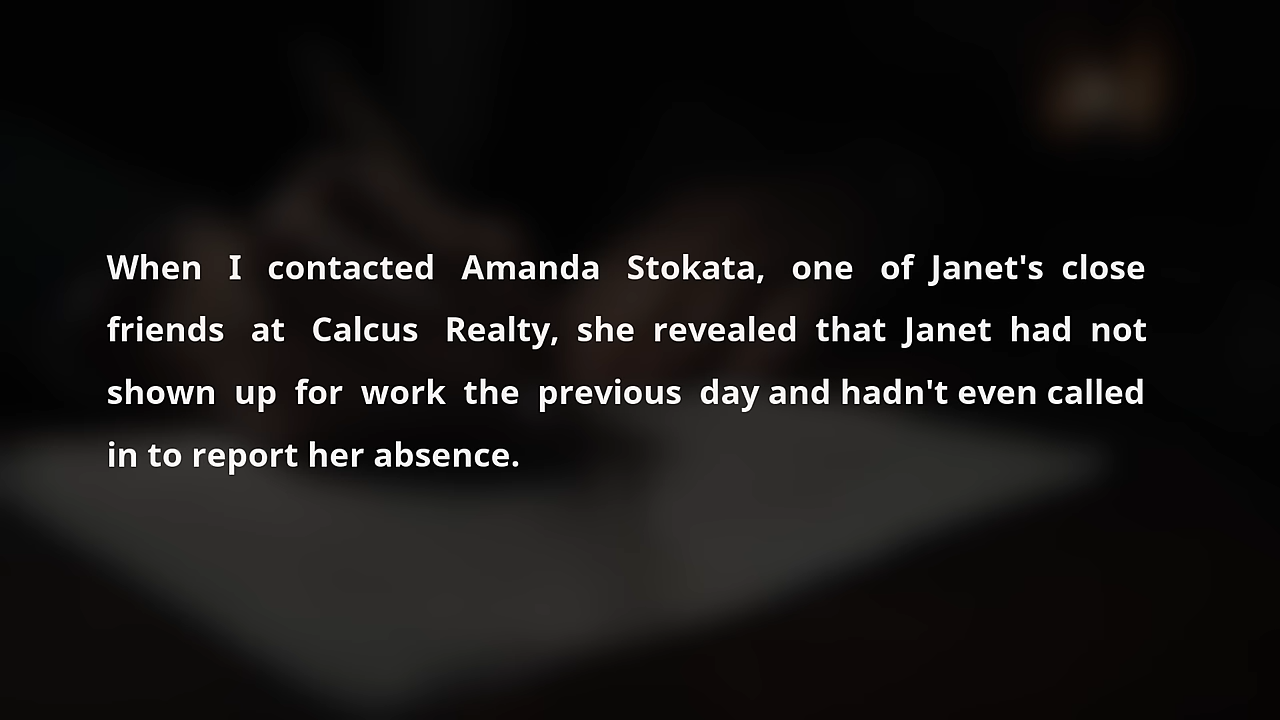 When I contacted Amanda Stokata, one of Janet's close
friends at Calcus Realty, she revealed that Janet had not
shown up for work the previous day and hadn't even called
in to report her absence.